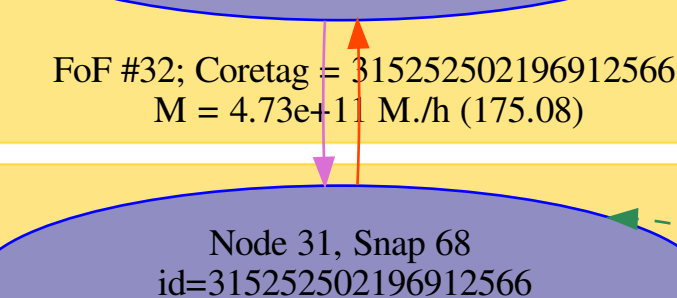 FoF #32; Coretag = 315252502196912566
M = 4.73e+11 M./h (175.08)
Node 31, Snap 68
id=315252502196912566